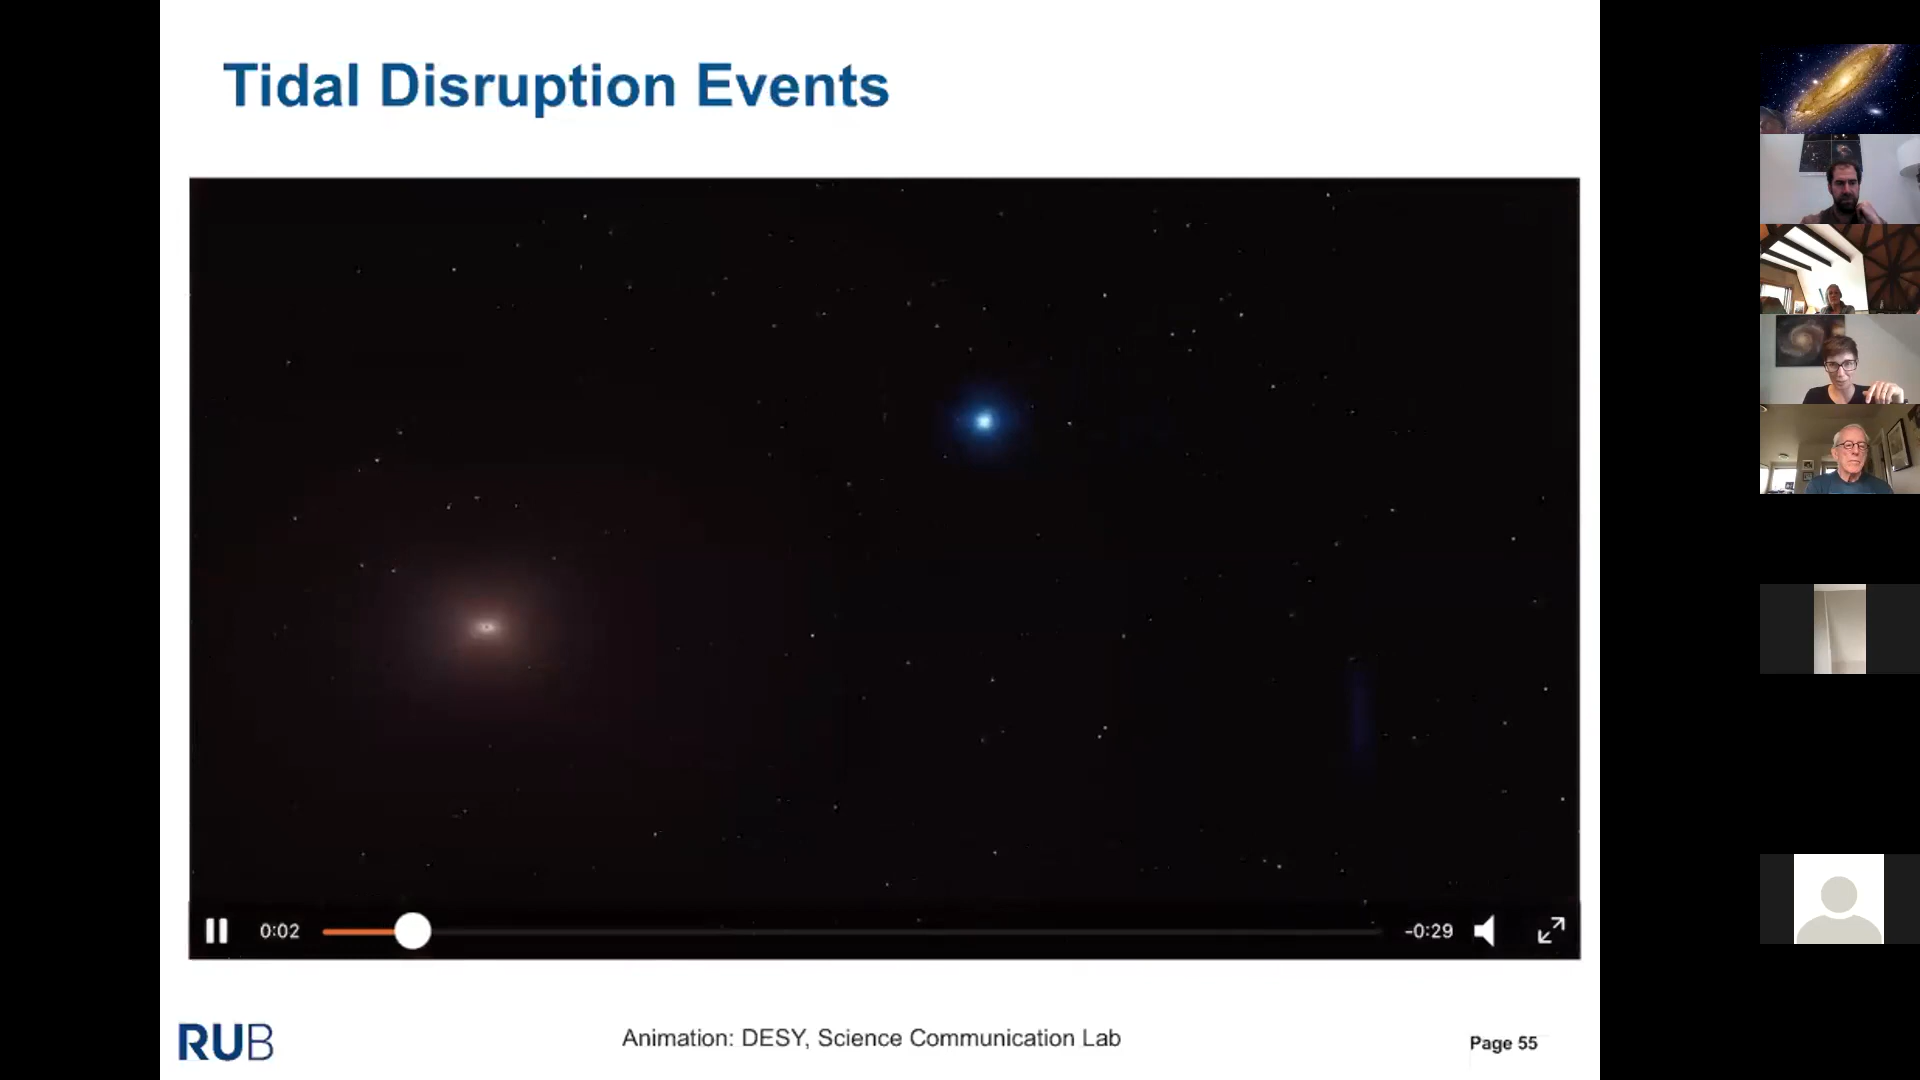 Tidal Disruption Events
0:02
-0:29
RUB
Animation: DESY, Science Communication Lab
Page 55